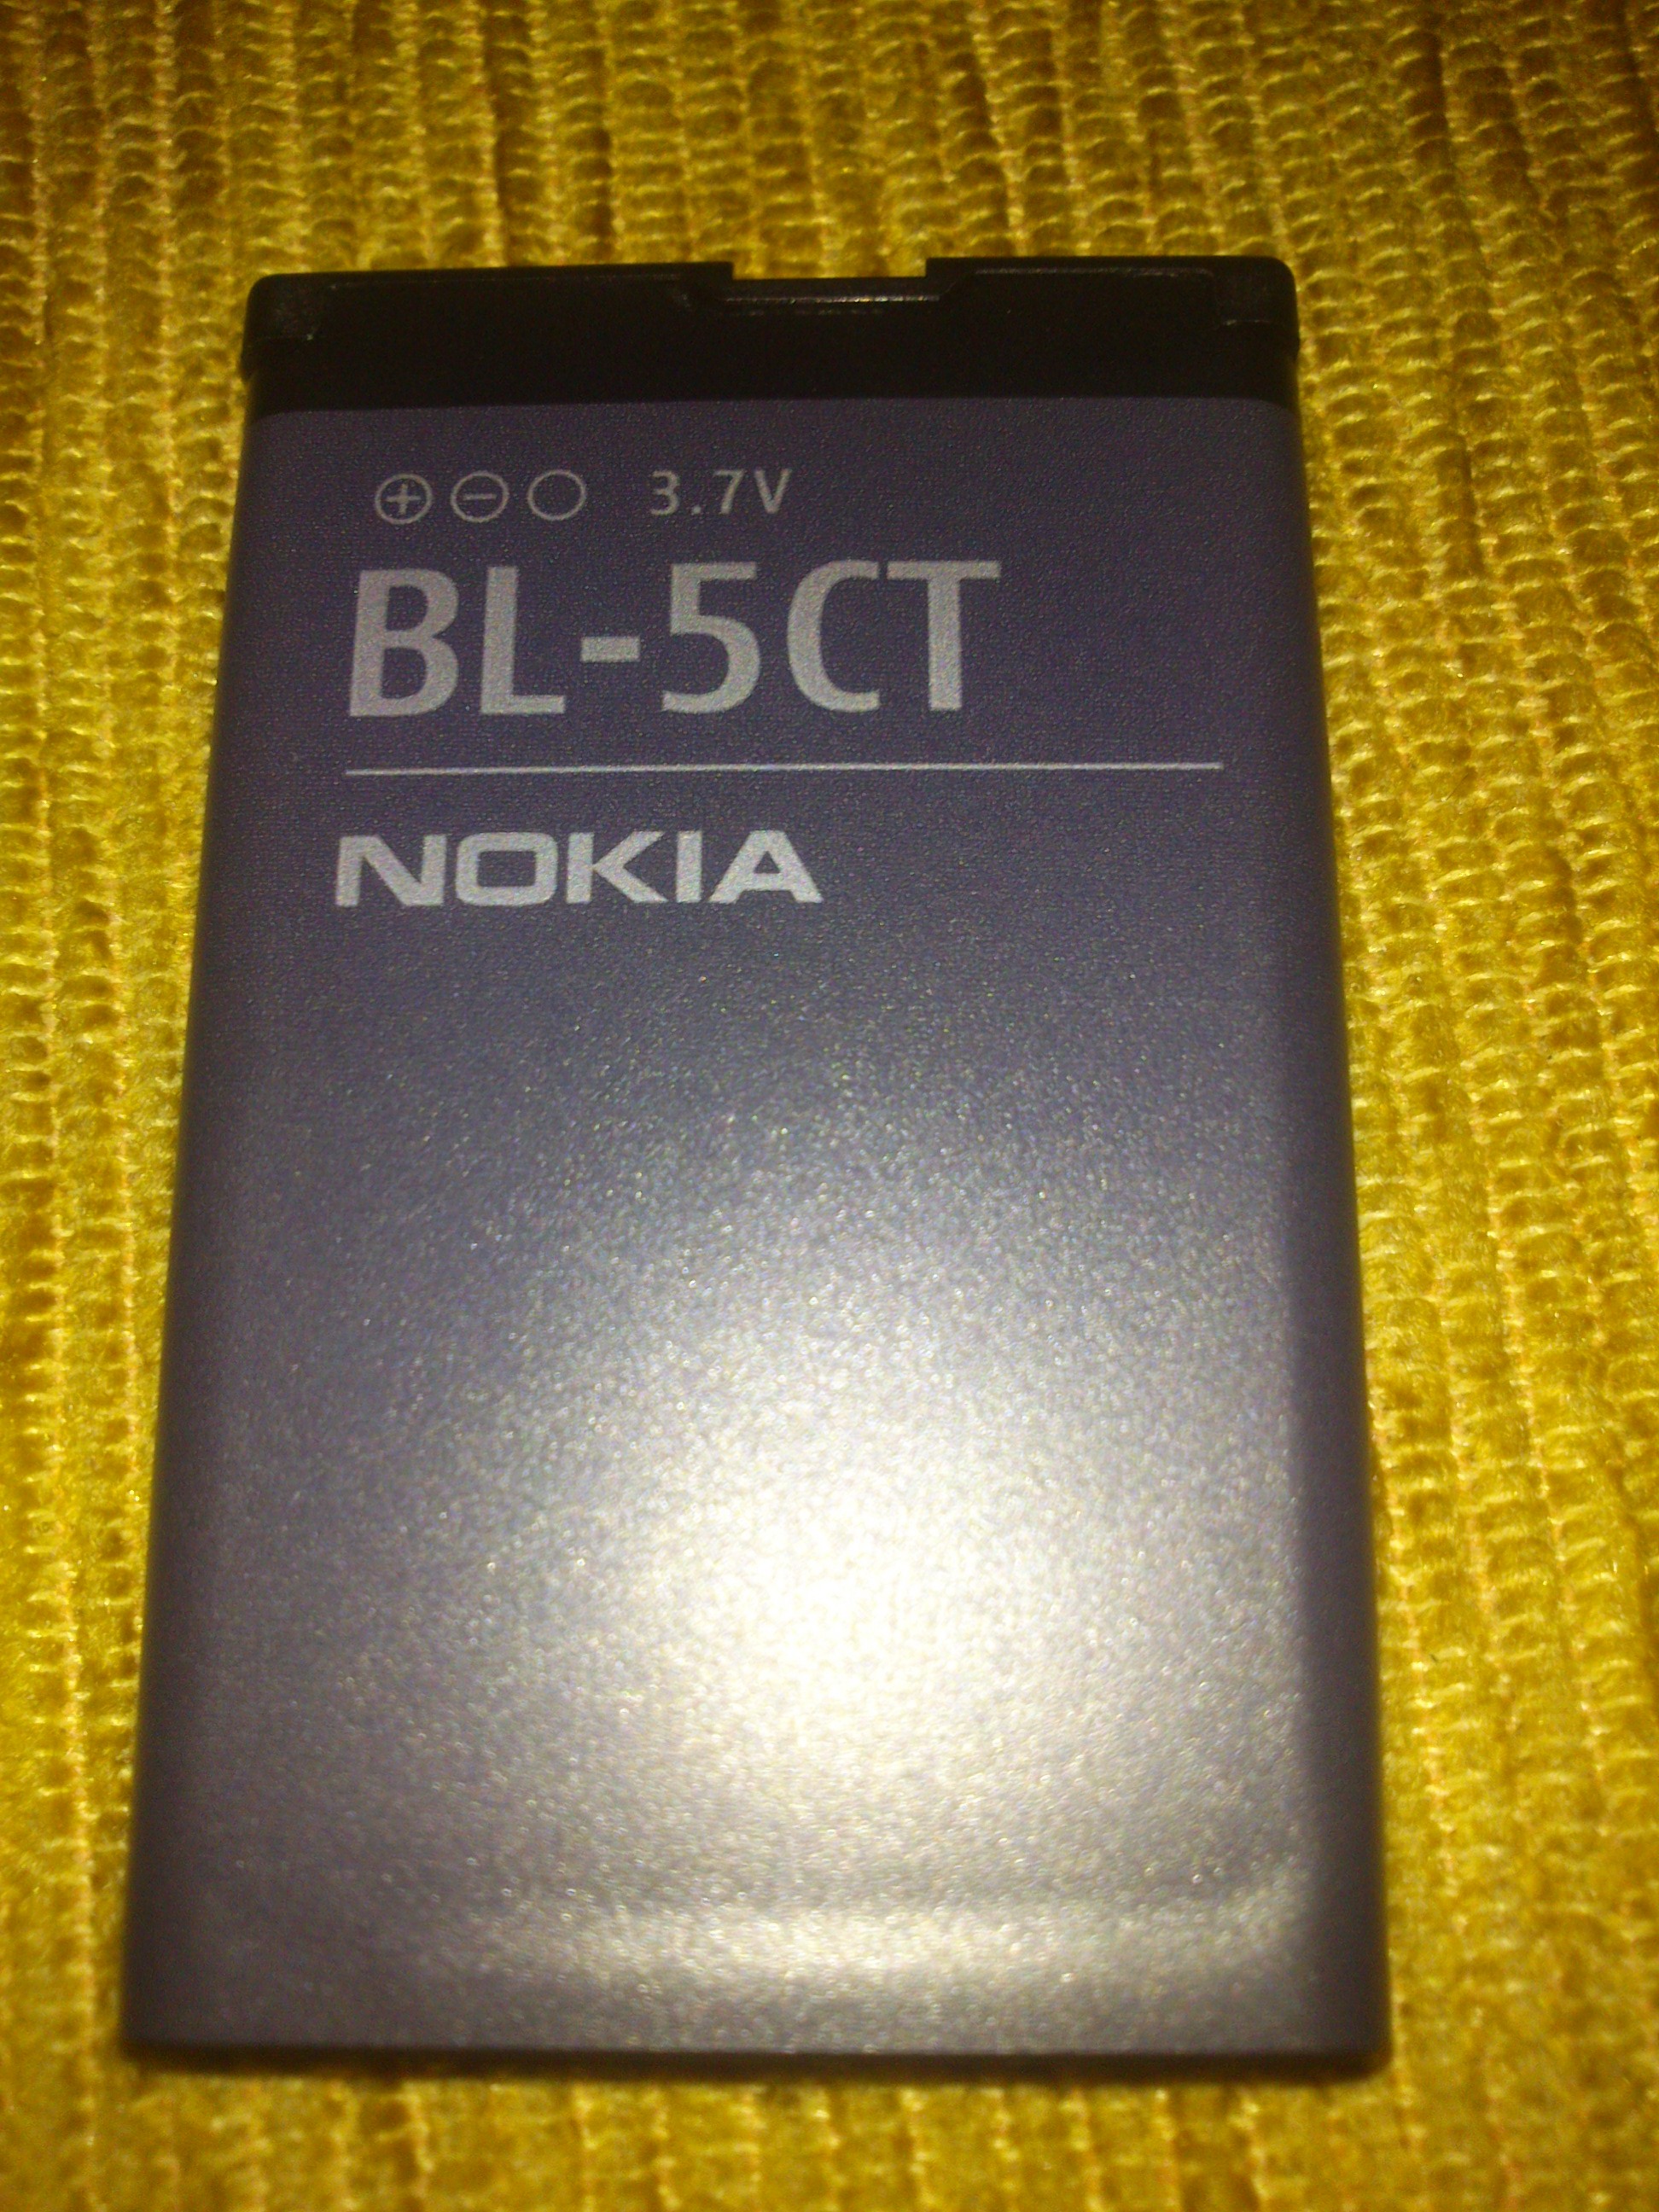 ⊕⊖○ 3.7V
BL-5CT
NOKIA